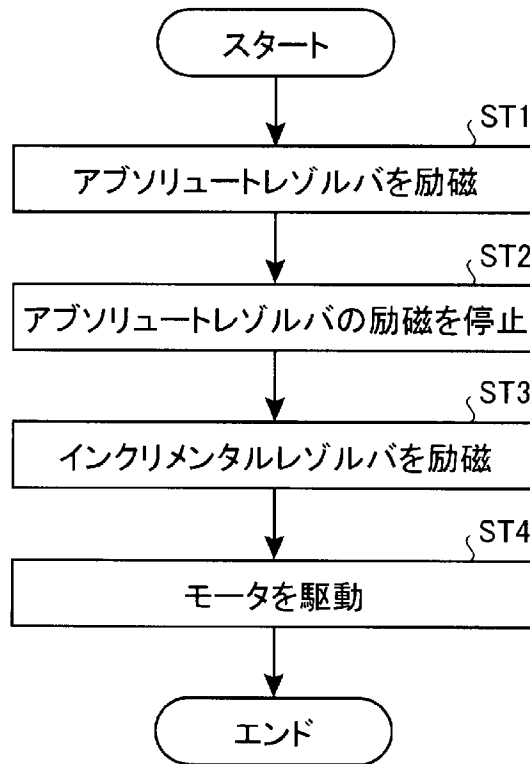 スタート
ST1
アブソリュートレゾルバを励磁
ST2
アブソリュートレゾルバの励磁を停止
ST3
インクリメンタルレゾルバを励磁
ST4
モータを駆動
エンド